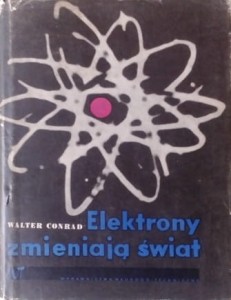 WALTER CONRAD Elektrony
zmieniają świat